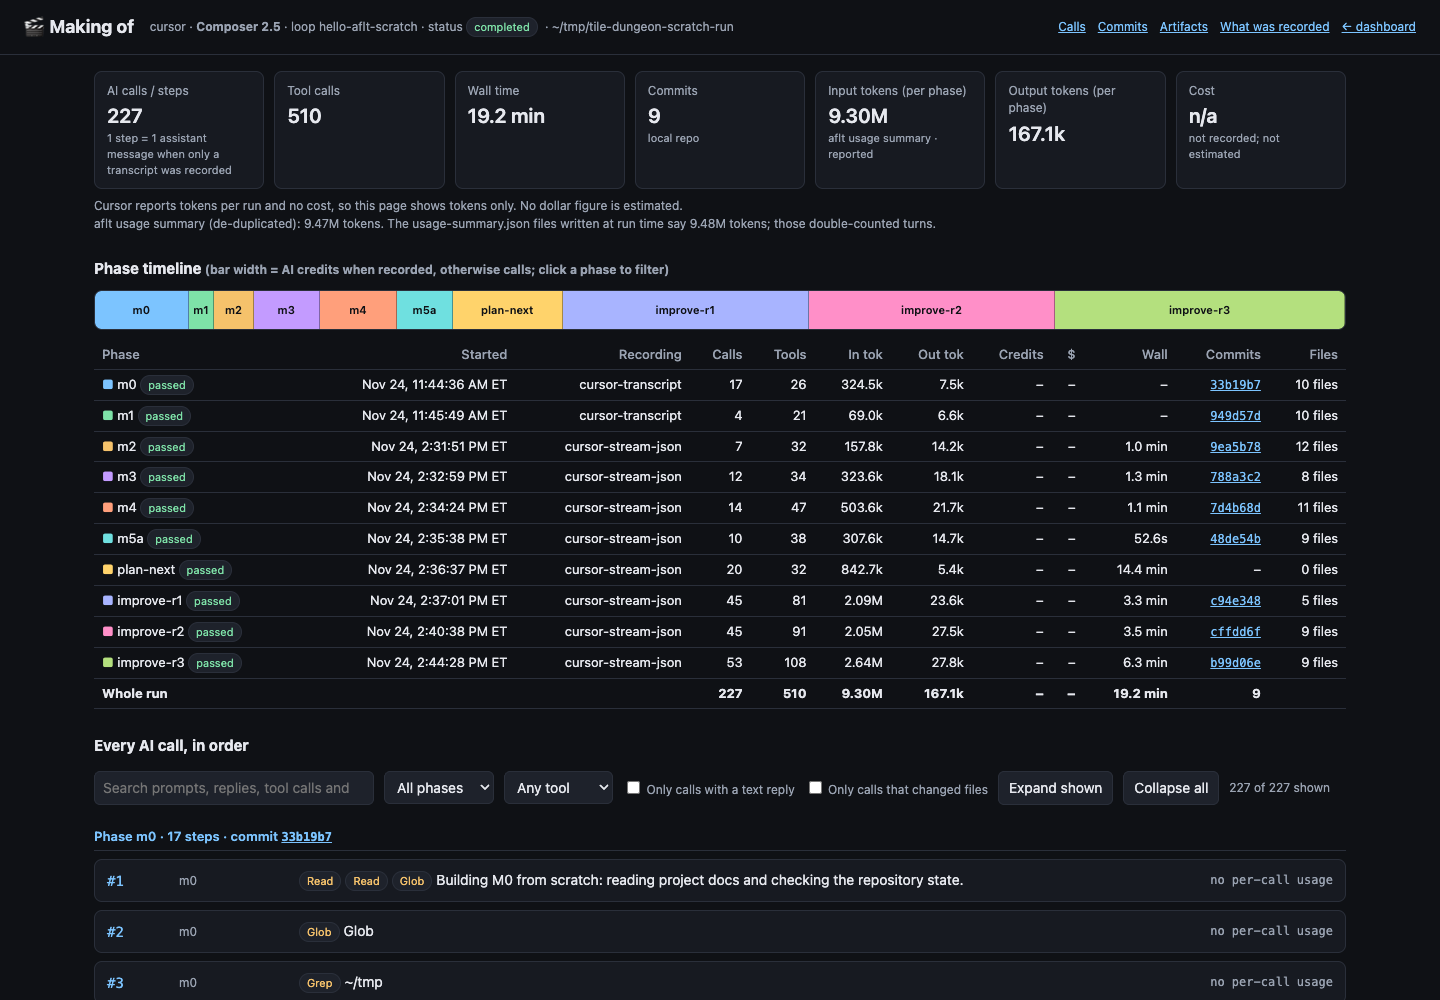 🎬 Making of cursor · Composer 2.5 · loop hello-aflt-scratch · status completed · ~/tmp/tile-dungeon-scratch-run Calls Commits Artifacts What was recorded ← dashboard
AI calls / steps
227
1 step = 1 assistant
message when only a
transcript was recorded
Tool calls
510
Wall time
19.2 min
Commits
9
local repo
Input tokens (per phase)
9.30M
aflt usage summary ·
reported
Output tokens (per
phase)
167.1k
Cost
n/a
not recorded; not
estimated
Cursor reports tokens per run and no cost, so this page shows tokens only. No dollar figure is estimated.
aflt usage summary (de-duplicated): 9.47M tokens. The usage-summary.json files written at run time say 9.48M tokens; those double-counted turns.
Phase timeline (bar width = AI credits when recorded, otherwise calls; click a phase to filter)
m0 m1 m2 m3 m4 m5a plan-next improve-r1 improve-r2 improve-r3
Phase Started Recording Calls Tools In tok Out tok Credits $ Wall Commits Files
m0 passed Nov 24, 11:44:36 AM ET cursor-transcript 17 26 324.5k 7.5k – – – 33b19b7 10 files
m1 passed Nov 24, 11:45:49 AM ET cursor-transcript 4 21 69.0k 6.6k – – – 949d57d 10 files
m2 passed Nov 24, 2:31:51 PM ET cursor-stream-json 7 32 157.8k 14.2k – – 1.0 min 9ea5b78 12 files
m3 passed Nov 24, 2:32:59 PM ET cursor-stream-json 12 34 323.6k 18.1k – – 1.3 min 788a3c2 8 files
m4 passed Nov 24, 2:34:24 PM ET cursor-stream-json 14 47 503.6k 21.7k – – 1.1 min 7d4b68d 11 files
m5a passed Nov 24, 2:35:38 PM ET cursor-stream-json 10 38 307.6k 14.7k – – 52.6s 48de54b 9 files
plan-next passed Nov 24, 2:36:37 PM ET cursor-stream-json 20 32 842.7k 5.4k – – 14.4 min – 0 files
improve-r1 passed Nov 24, 2:37:01 PM ET cursor-stream-json 45 81 2.09M 23.6k – – 3.3 min c94e348 5 files
improve-r2 passed Nov 24, 2:40:38 PM ET cursor-stream-json 45 91 2.05M 27.5k – – 3.5 min cffdd6f 9 files
improve-r3 passed Nov 24, 2:44:28 PM ET cursor-stream-json 53 108 2.64M 27.8k – – 6.3 min b99d06e 9 files
Whole run 227 510 9.30M 167.1k – – 19.2 min 9
Every AI call, in order
Search prompts, replies, tool calls and All phases Any tool Only calls with a text reply Only calls that changed files Expand shown Collapse all 227 of 227 shown
Phase m0 · 17 steps · commit 33b19b7
#1 m0 Read Read Glob Building M0 from scratch: reading project docs and checking the repository state. no per-call usage
#2 m0 Glob Glob no per-call usage
#3 m0 Grep ~/tmp no per-call usage